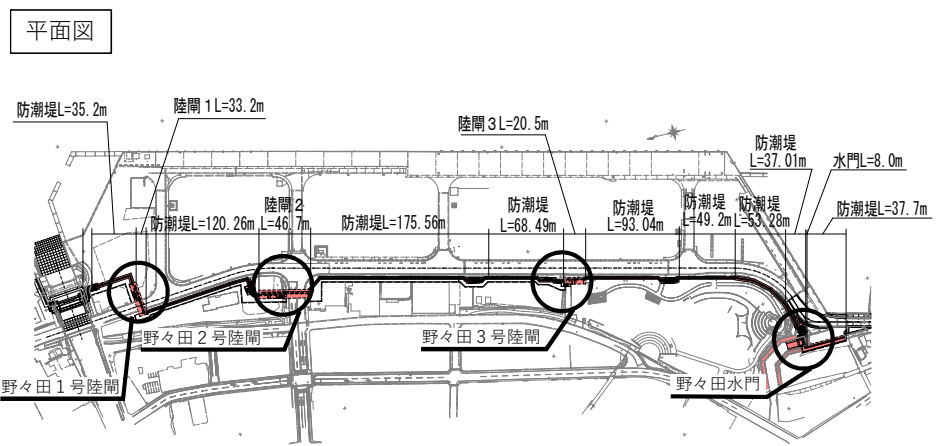 平面図
防潮堤L=35.2m
陸閘１L=33.2m
陸閘３L=20.5m
防潮堤
L=37.01m
水門L=8.0m
防潮堤L=120.26m
陸閘２
L=46.7m
防潮堤L=175.56m
防潮堤
L=68.49m
防潮堤
L=93.04m
防潮堤
L=49.2m
防潮堤
L=53.28m
防潮堤L=37.7m
野々田２号陸閘
野々田３号陸閘
野々田１号陸閘
野々田水門